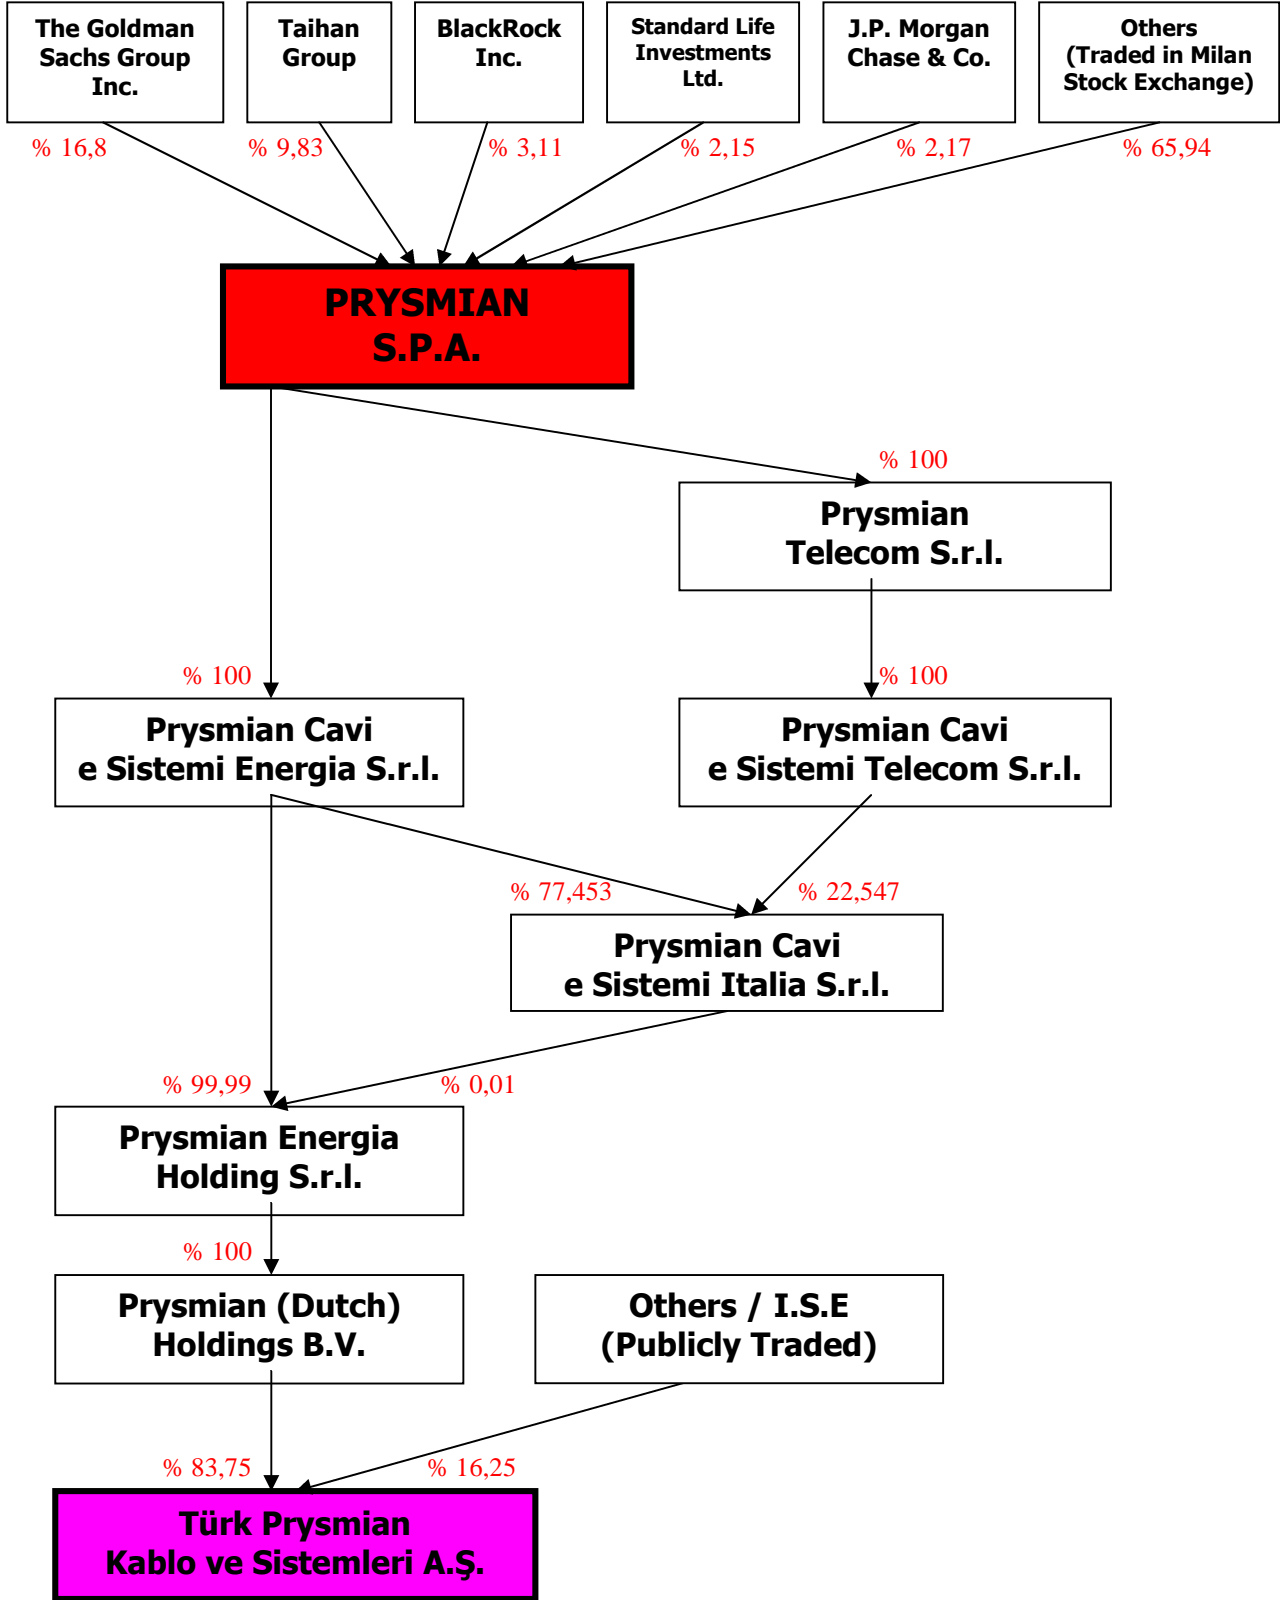 The Goldman
Sachs Group
Inc.
Taihan
Group
BlackRock
Inc.
Standard Life
Investments
Ltd.
J.P. Morgan
Chase & Co.
Others
(Traded in Milan
Stock Exchange)
% 16,8
% 9,83
% 3,11
% 2,15
% 2,17
% 65,94
PRYSMIAN
S.P.A.
% 100
Prysmian
Telecom S.r.l.
% 100
% 100
Prysmian Cavi
e Sistemi Energia S.r.l.
Prysmian Cavi
e Sistemi Telecom S.r.l.
% 77,453
% 22,547
Prysmian Cavi
e Sistemi Italia S.r.l.
% 99,99
% 0,01
Prysmian Energia
Holding S.r.l.
% 100
Prysmian (Dutch)
Holdings B.V.
Others / I.S.E
(Publicly Traded)
% 83,75
% 16,25
Türk Prysmian
Kablo ve Sistemleri A.Ş.